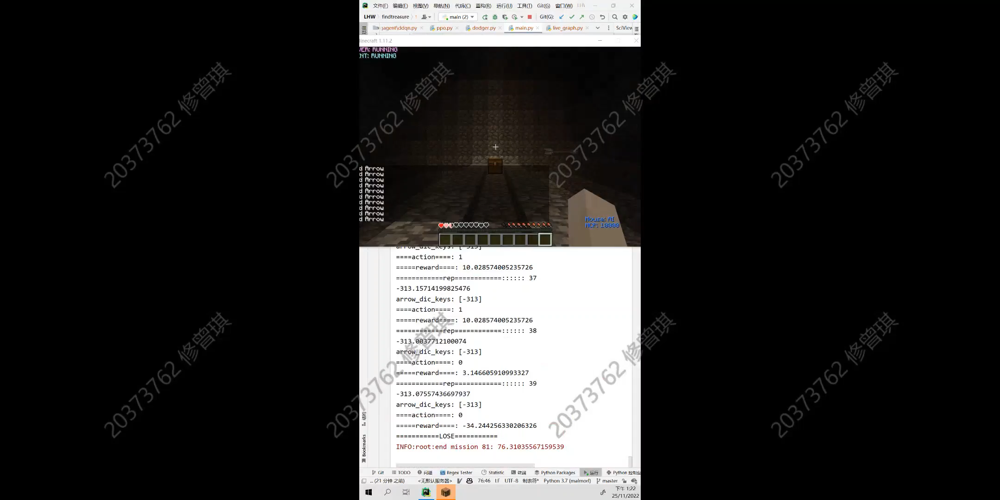 文件(F) 编辑(E) 视图(V) 导航(N) 代码(C) 重构(R) 运行(U) 工具(T) Git(G) 窗口(W) LHW
LHW findtreasure main (2) Git(G):
gagent\ddqn.py ppo.py dodger.py main.py live_graph.py SciView
项目
inecraft 1.11.2
VER: RUNNING
ENT: RUNNING
d Arrow
d Arrow
d Arrow
d Arrow
d Arrow
d Arrow
d Arrow
d Arrow
d Arrow
d Arrow
Mouse: AI
MCP: 10000
arrow_dic_keys: [-313]
====action====: 1
=====reward====: 10.028574005235726
============rep============:::::: 37
-313.15714199825476
arrow_dic_keys: [-313]
====action====: 1
=====reward====: 10.028574005235726
============rep============:::::: 38
-313.0037712100074
arrow_dic_keys: [-313]
====action====: 0
=====reward====: 3.146605910993327
============rep============:::::: 39
-313.07557436697937
arrow_dic_keys: [-313]
====action====: 0
=====reward====: -34.244256330206326
===========LOSE===========
INFO:root:end mission 81: 76.31035567159539
结构
Bookmarks
Git TODO 问题 Regex Tester Statistic 终端 Python Packages 运行 Python 控制台
... (21 分钟 之前) <无默认服务器> 76:46 LF UTF-8 制表符* Python 3.7 (malmorl) master
下午 1:22
25/11/2022
20373762 修曾琪
20373762 修曾琪
20373762 修曾琪
20373762 修曾琪
20373762 修曾琪
20373762 修曾琪
20373762 修曾琪
20373762 修曾琪